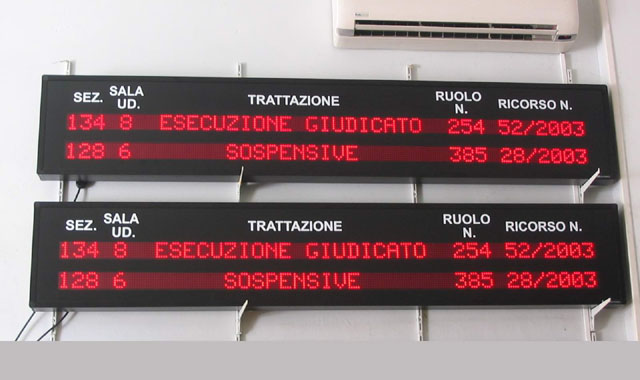 SEZ. SALA UD. TRATTAZIONE RUOLO N. RICORSO N.
134 8 ESECUZIONE GIUDICATO 254 52/2003
128 6 SOSPENSIVE 385 28/2003
SEZ. SALA UD. TRATTAZIONE RUOLO N. RICORSO N.
134 8 ESECUZIONE GIUDICATO 254 52/2003
128 6 SOSPENSIVE 385 28/2003